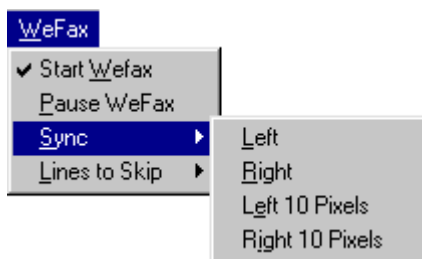 WeFax
Start Wefax
Pause WeFax
Sync
Lines to Skip
Left
Right
Left 10 Pixels
Right 10 Pixels